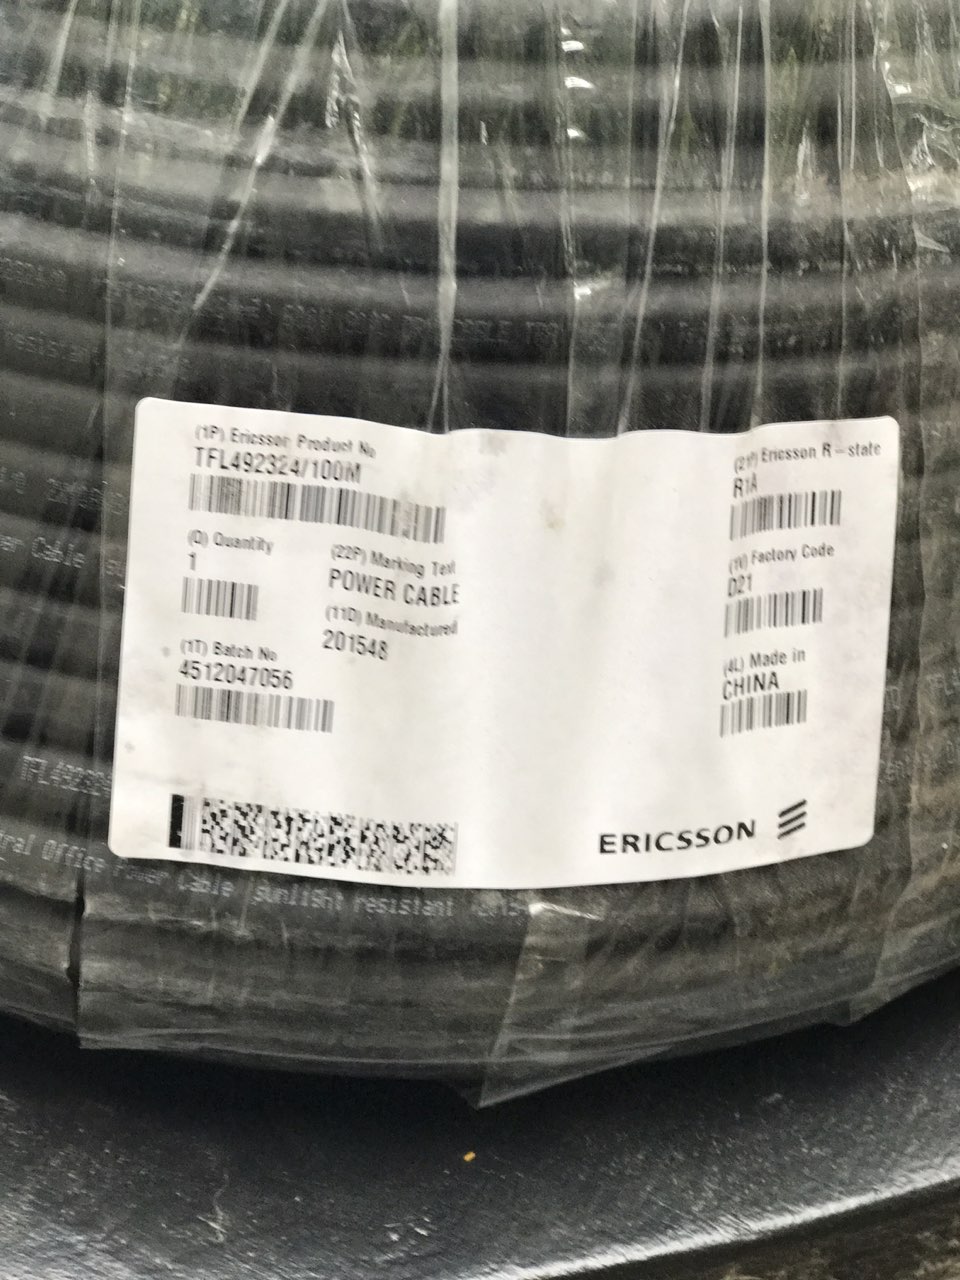 (1P) Ericsson Product No
TFL492324/100M
(21P) Ericsson R-state
R1A
(Q) Quantity
1
(22P) Marking Text
POWER CABLE
(1V) Factory Code
D21
(11D) Manufactured
201548
(1T) Batch No
4512047056
(4L) Made in
CHINA
ERICSSON
Power Cable
Office Power Cable sunlight resistant